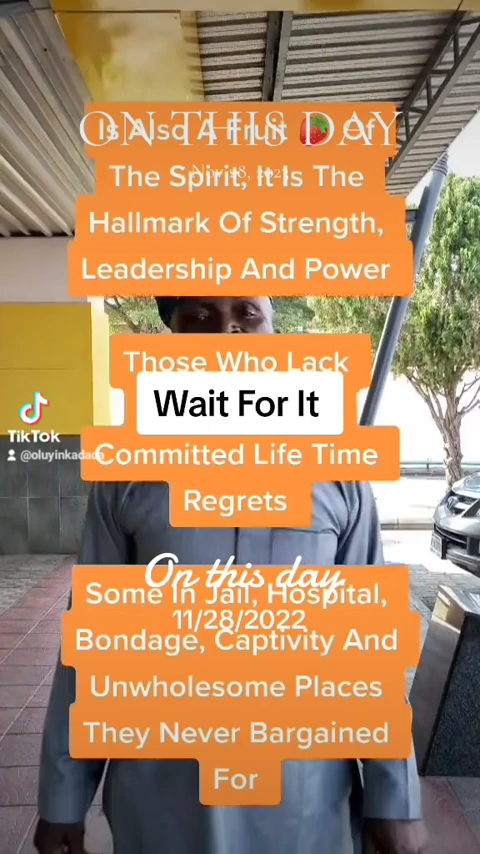 ON THIS DAY
Is Also A Fruit 🍓 Of
The Spirit, It Is The
Hallmark Of Strength,
Leadership And Power
Those Who Lack
Wait For It
TikTok
Committed Life Time
Regrets
On this day
Some In Jail, Hospital,
11/28/2022
Bondage, Captivity And
Unwholesome Places
They Never Bargained
For